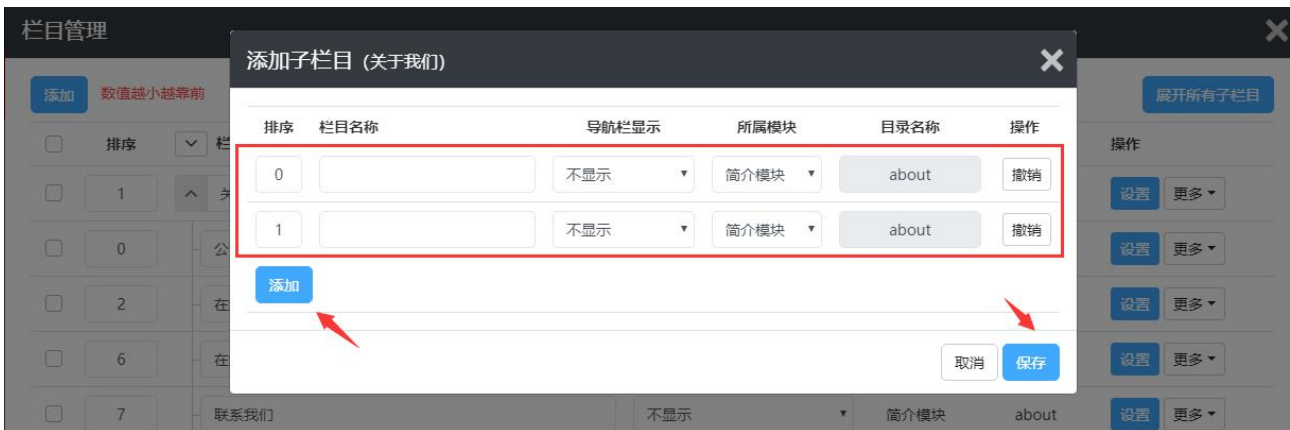 栏目管理
添加子栏目 (关于我们)
添加 数值越小越靠前 展开所有子栏目
排序 栏目名称 导航栏显示 所属模块 目录名称 操作
排序 操作
0 不显示 简介模块 about 撤销
1 设置 更多
1 不显示 简介模块 about 撤销
0 公 设置 更多
添加
2 在 设置 更多
取消 保存
6 在 设置 更多
7 联系我们 不显示 简介模块 about 设置 更多